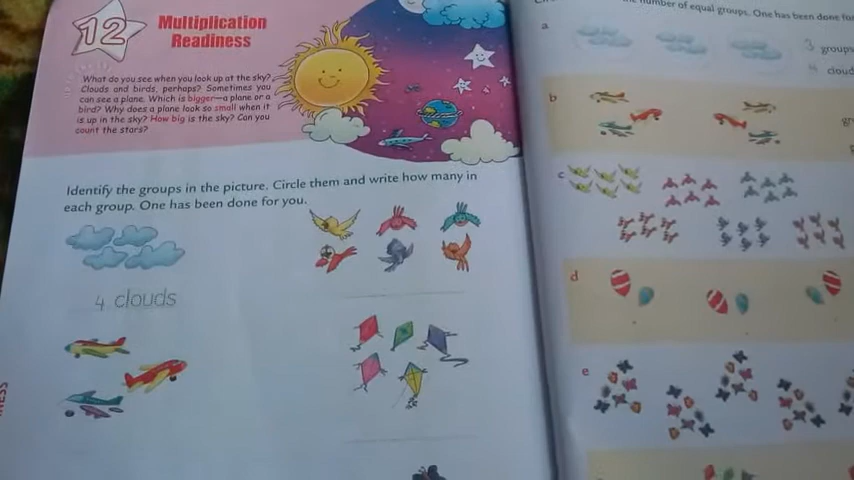 12
Multiplication
Readiness
What do you see when you look up at the sky?
Clouds and birds, perhaps? Sometimes you
can see a plane. Which is bigger—a plane or a
bird? Why does a plane look so small when it
is up in the sky? How big is the sky? Can you
count the stars?
Identify the groups in the picture. Circle them and write how many in
each group. One has been done for you.
4 clouds
number of equal groups. One has been done for
a
3 groups
4 cloud
b
gr
c
d
e